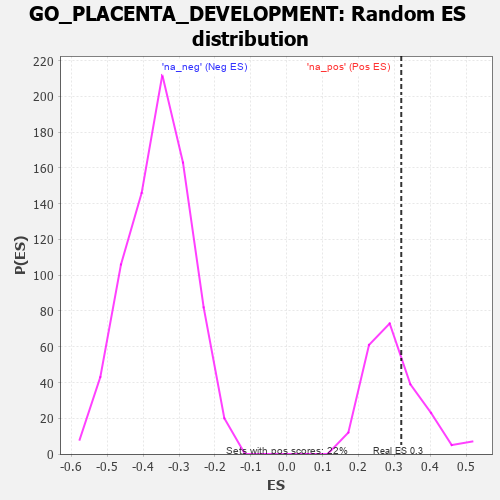 GO_PLACENTA_DEVELOPMENT: Random ES
distribution
'na_neg' (Neg ES)
'na_pos' (Pos ES)
220
200
180
160
140
120
100
80
60
40
20
0
P(ES)
Sets with pos scores: 22%
Real ES 0.3
-0.6 -0.5 -0.4 -0.3 -0.2 -0.1 0.0 0.1 0.2 0.3 0.4 0.5
ES